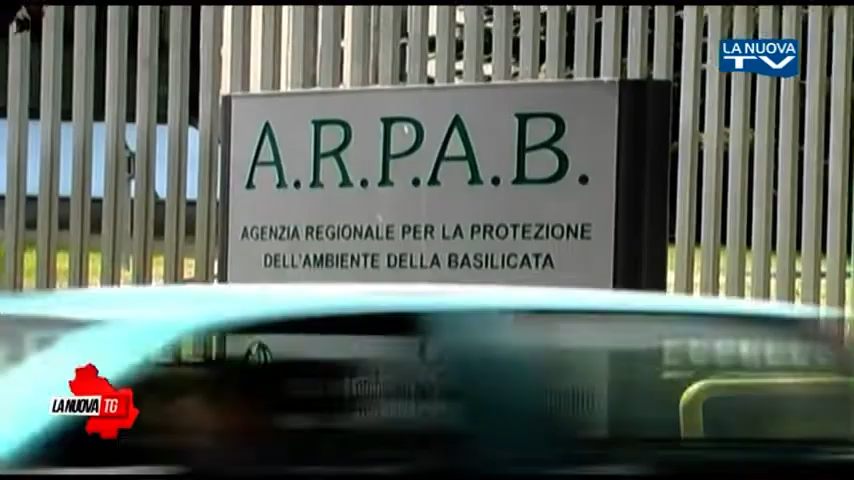 LA NUOVA
TV
A.R.P.A.B.
AGENZIA REGIONALE PER LA PROTEZIONE
DELL'AMBIENTE DELLA BASILICATA
LA NUOVA TG